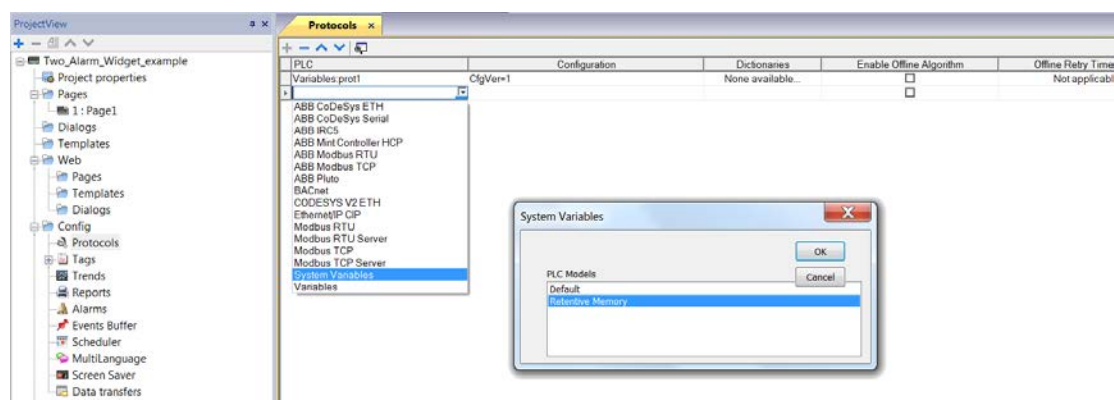 ProjectView
Two_Alarm_Widget_example
Project properties
Pages
1 : Page1
Dialogs
Templates
Web
Pages
Templates
Dialogs
Config
Protocols
Tags
Trends
Reports
Alarms
Events Buffer
Scheduler
MultiLanguage
Screen Saver
Data transfers
Protocols
PLC Configuration Dictionaries Enable Offline Algorithm Offline Retry Time
Variables:prot1 CfgVer=1 None available... Not applicabl
ABB CoDeSys ETH
ABB CoDeSys Serial
ABB IRC5
ABB Mint Controller HCP
ABB Modbus RTU
ABB Modbus TCP
ABB Pluto
BACnet
CODESYS V2 ETH
Ethernet/IP CIP
Modbus RTU
Modbus RTU Server
Modbus TCP
Modbus TCP Server
System Variables
Variables
System Variables
OK
Cancel
PLC Models
Default
Retentive Memory